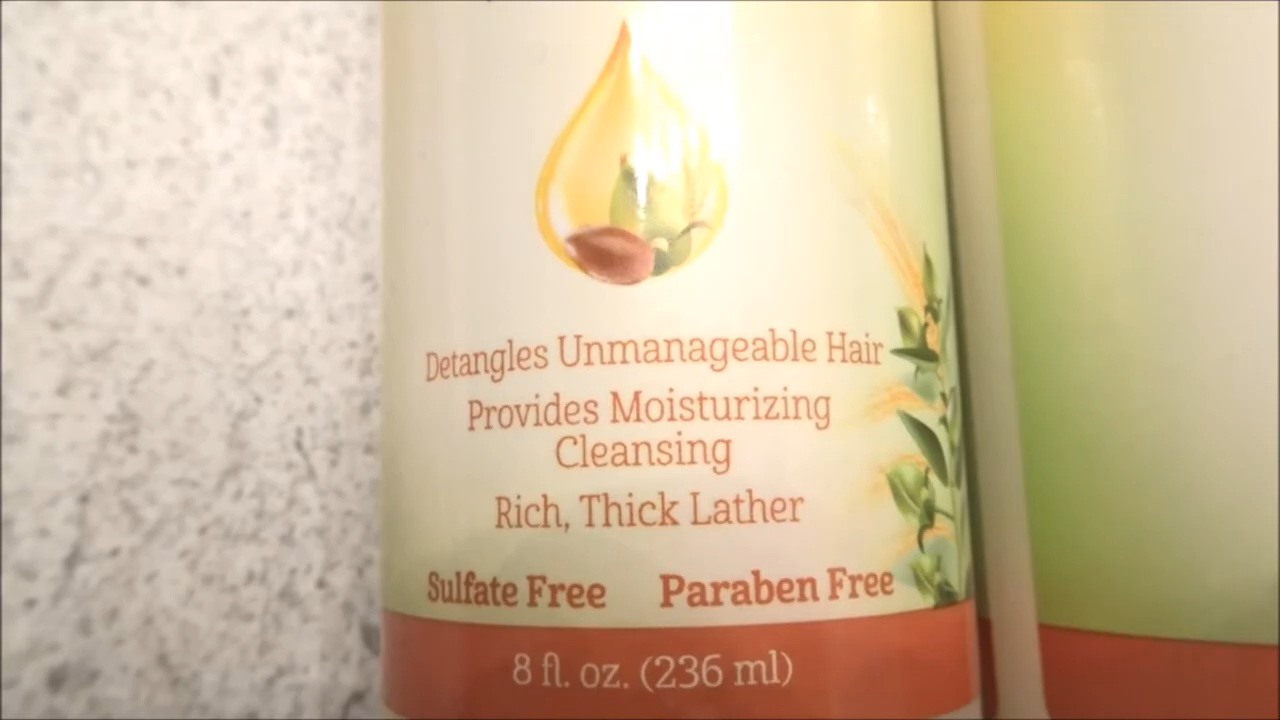 Detangles Unmanageable Hair
Provides Moisturizing
Cleansing
Rich, Thick Lather
Sulfate Free Paraben Free
8 fl. oz. (236 ml)